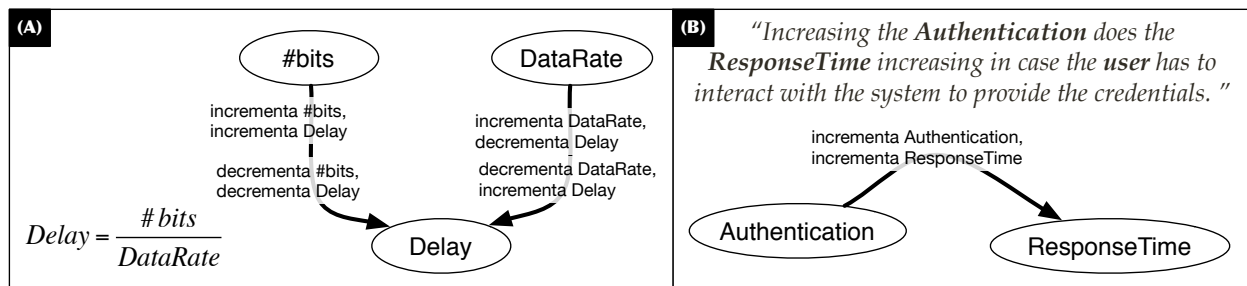 (A)
#bits
DataRate
incrementa #bits,
incrementa Delay
incrementa DataRate,
decrementa Delay
decrementa #bits,
decrementa Delay
decrementa DataRate,
incrementa Delay
Delay = #bits / DataRate
Delay
(B)
"Increasing the Authentication does the
ResponseTime increasing in case the user has to
interact with the system to provide the credentials. "
incrementa Authentication,
incrementa ResponseTime
Authentication
ResponseTime